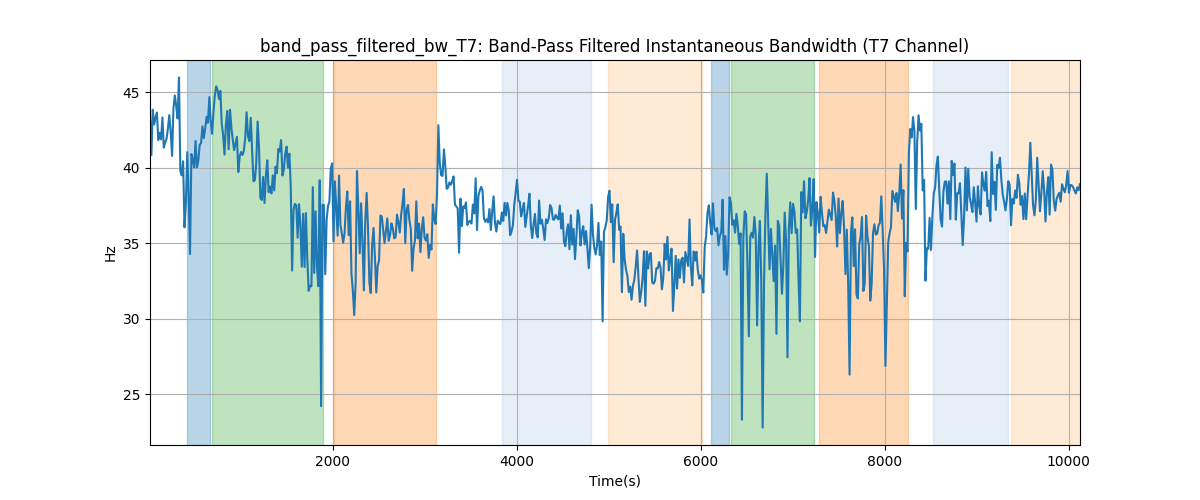 band_pass_filtered_bw_T7: Band-Pass Filtered Instantaneous Bandwidth (T7 Channel)
45
40
35
30
25
Hz
2000 4000 6000 8000 10000
Time(s)